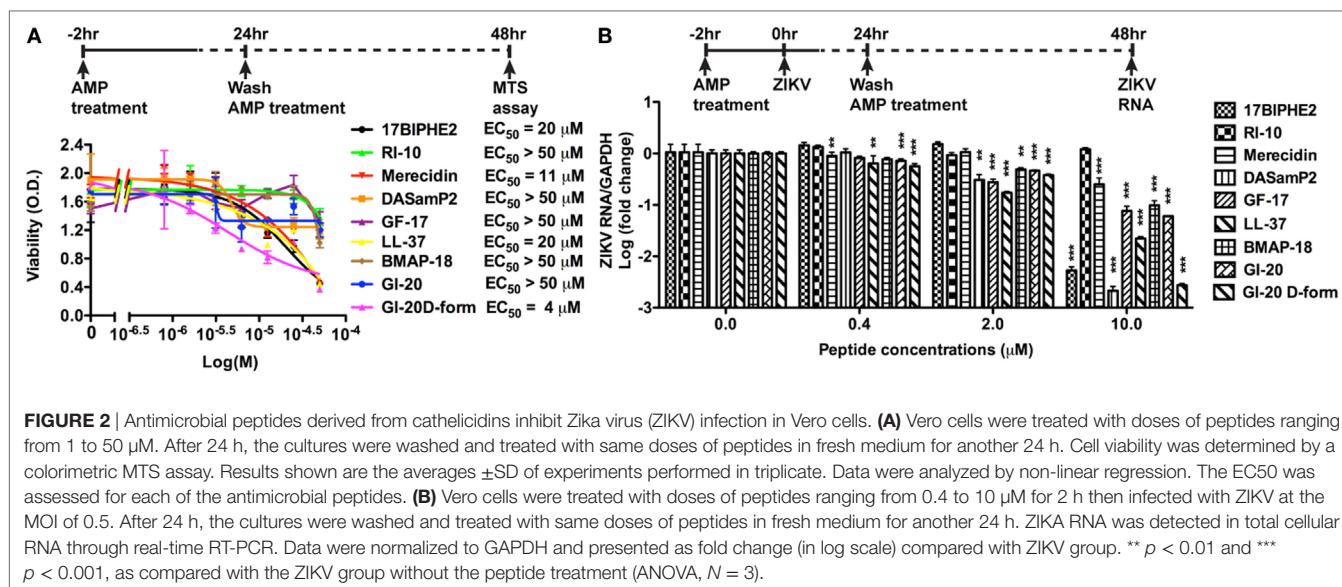 A
-2hr
24hr
48hr
AMP treatment
Wash AMP treatment
MTS assay
Viability (O.D.)
2.4
2.0
1.6
1.2
0.8
0.4
0.0
0
10-6.5
10-6
10-5.5
10-5
10-4.5
10-4
Log(M)
17BIPHE2 EC50 = 20 µM
RI-10 EC50 > 50 µM
Merecidin EC50 = 11 µM
DASamP2 EC50 > 50 µM
GF-17 EC50 > 50 µM
LL-37 EC50 = 20 µM
BMAP-18 EC50 > 50 µM
GI-20 EC50 > 50 µM
GI-20D-form EC50 = 4 µM
B
-2hr
0hr
24hr
48hr
AMP treatment
ZIKV
Wash AMP treatment
ZIKV RNA
ZIKV RNA/GAPDH
Log (fold change)
1
0
-1
-2
-3
**
**
***
***
**
***
***
**
***
***
***
***
***
***
***
***
***
***
0.0
0.4
2.0
10.0
Peptide concentrations (µM)
17BIPHE2
RI-10
Merecidin
DASamP2
GF-17
LL-37
BMAP-18
GI-20
GI-20 D-form
FIGURE 2 | Antimicrobial peptides derived from cathelicidins inhibit Zika virus (ZIKV) infection in Vero cells. (A) Vero cells were treated with doses of peptides ranging
from 1 to 50 µM. After 24 h, the cultures were washed and treated with same doses of peptides in fresh medium for another 24 h. Cell viability was determined by a
colorimetric MTS assay. Results shown are the averages ±SD of experiments performed in triplicate. Data were analyzed by non-linear regression. The EC50 was
assessed for each of the antimicrobial peptides. (B) Vero cells were treated with doses of peptides ranging from 0.4 to 10 µM for 2 h then infected with ZIKV at the
MOI of 0.5. After 24 h, the cultures were washed and treated with same doses of peptides in fresh medium for another 24 h. ZIKA RNA was detected in total cellular
RNA through real-time RT-PCR. Data were normalized to GAPDH and presented as fold change (in log scale) compared with ZIKV group. ** p < 0.01 and ***
p < 0.001, as compared with the ZIKV group without the peptide treatment (ANOVA, N = 3).